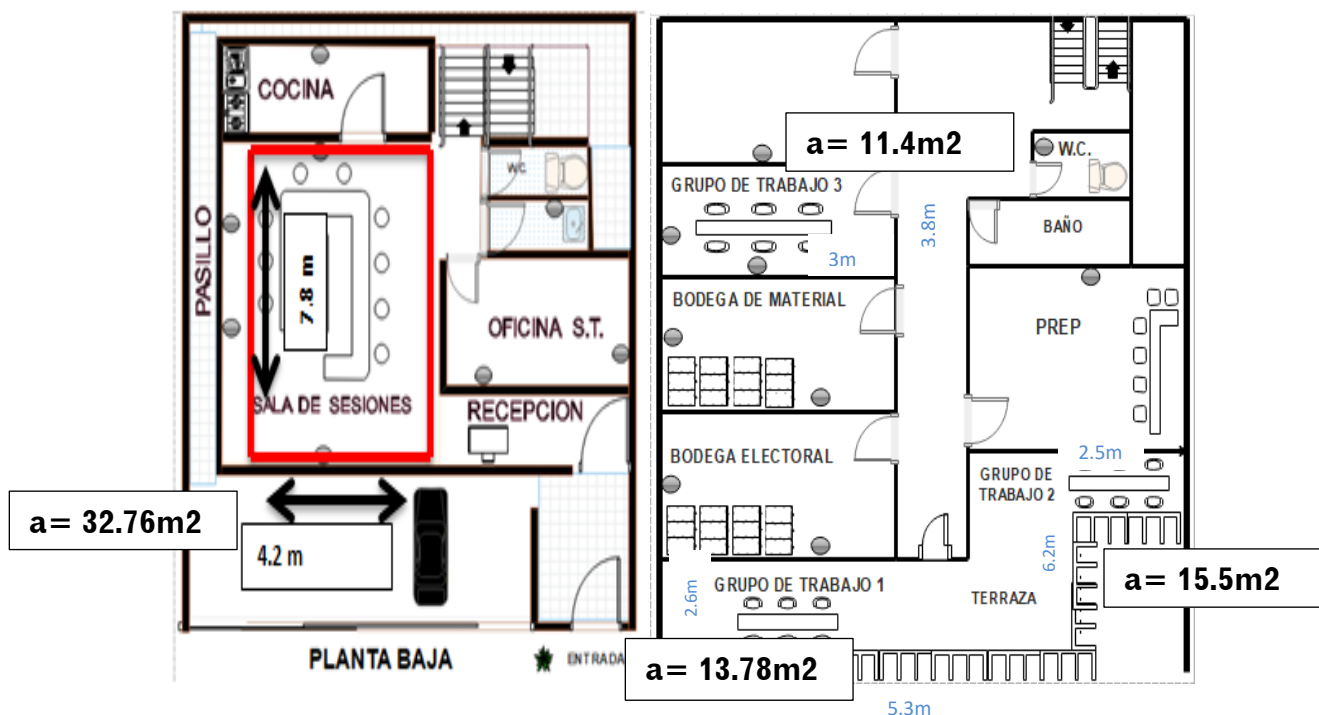 COCINA
W.C.
PASILLO
7.8 m
OFICINA S.T.
SALA DE SESIONES
RECEPCION
a= 32.76m2
4.2 m
PLANTA BAJA
ENTRADA
a= 11.4m2
W.C.
GRUPO DE TRABAJO 3
3.8m
BAÑO
3m
BODEGA DE MATERIAL
PREP
BODEGA ELECTORAL
2.5m
GRUPO DE
TRABAJO 2
6.2m
a= 15.5m2
2.6m
GRUPO DE TRABAJO 1
TERRAZA
a= 13.78m2
5.3m